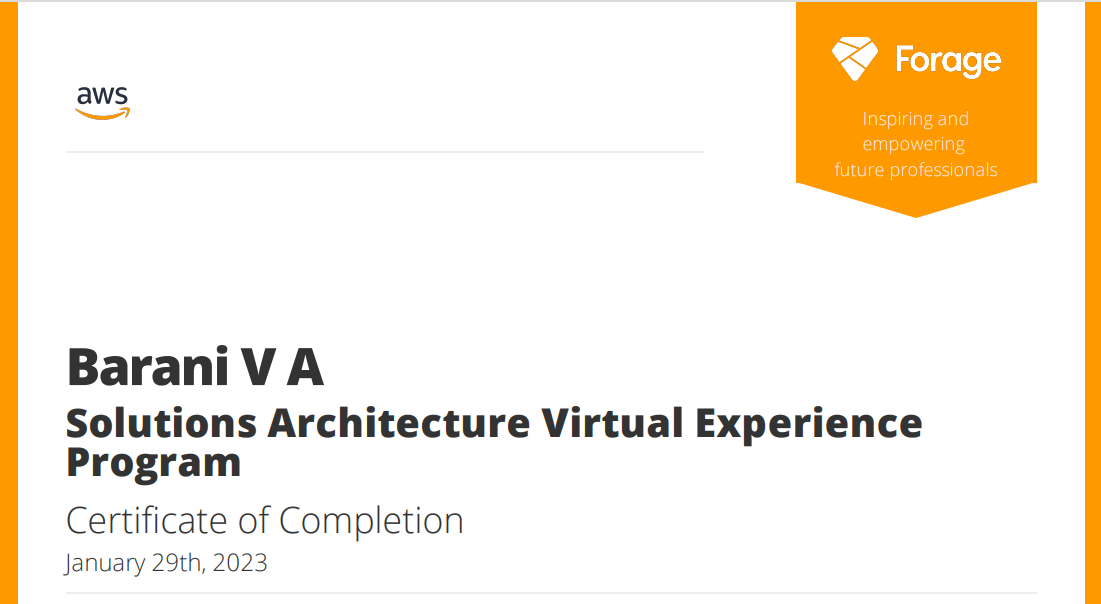 aws
Forage
Inspiring and
empowering
future professionals
Barani V A
Solutions Architecture Virtual Experience
Program
Certificate of Completion
January 29th, 2023